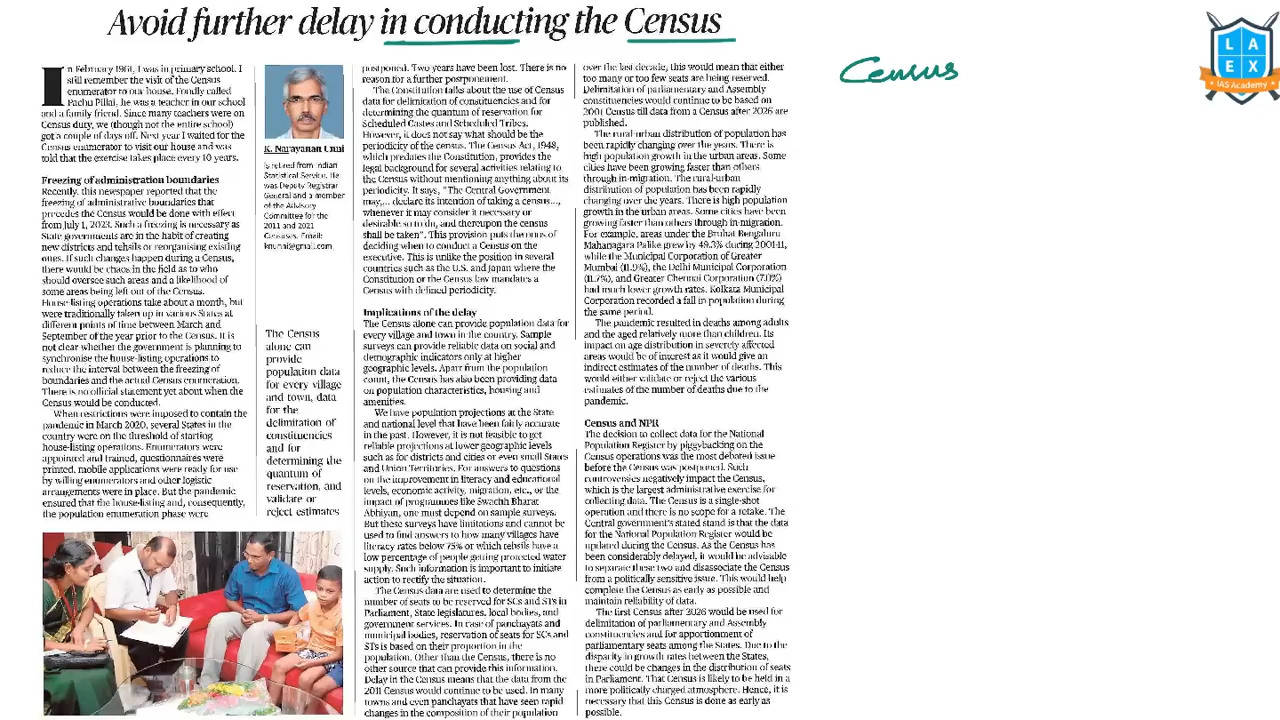 Avoid further delay in conducting the Census
In February 1961, I was in primary school. I
still remember the visit of the Census
enumerator to our house. Fondly called
Pachu Pillai, he was a teacher in our school
and a family friend. Since many teachers were on
Census duty, we (though not the entire school)
got a couple of days off. Next year I waited for the
Census enumerator to visit our house and was
told that the exercise takes place every 10 years.
Freezing of administration boundaries
Recently, this newspaper reported that the
freezing of administrative boundaries that
precedes the Census would be done with effect
from July 1, 2023. Such a freezing is necessary as
State governments are in the habit of creating
new districts and tehsils or reorganising existing
ones. If such changes happen during a Census,
there would be chaos in the field as to who
should oversee such areas and a likelihood of
some areas being left out of the Census.
House-listing operations take about a month, but
were traditionally taken up in various States at
different points of time between March and
September of the year prior to the Census. It is
not clear whether the government is planning to
synchronise the house-listing operations to
reduce the interval between the freezing of
boundaries and the actual Census enumeration.
There is no official statement yet about when the
Census would be conducted.
When restrictions were imposed to contain the
pandemic in March 2020, several States in the
country were on the threshold of starting
house-listing operations. Enumerators were
appointed and trained, questionnaires were
printed, mobile applications were ready for use
by willing enumerators and other logistic
arrangements were in place. But the pandemic
ensured that the house-listing and, consequently,
the population enumeration phase were
K. Narayanan Unni
is retired from Indian
Statistical Service. He
was Deputy Registrar
General and a member
of the Advisory
Committee for the
2011 and 2021
Censuses. Email:
knunni@gmail.com
The Census
alone can
provide
population data
for every village
and town, data
for the
delimitation of
constituencies
and for
determining the
quantum of
reservation, and
validate or
reject estimates
postponed. Two years have been lost. There is no
reason for a further postponement.
The Constitution talks about the use of Census
data for delimitation of constituencies and for
determining the quantum of reservation for
Scheduled Castes and Scheduled Tribes.
However, it does not say what should be the
periodicity of the census. The Census Act, 1948,
which predates the Constitution, provides the
legal background for several activities relating to
the Census without mentioning anything about its
periodicity. It says, "The Central Government
may,... declare its intention of taking a census...,
whenever it may consider it necessary or
desirable so to do, and thereupon the census
shall be taken". This provision puts the onus of
deciding when to conduct a Census on the
executive. This is unlike the position in several
countries such as the U.S. and Japan where the
Constitution or the Census law mandates a
Census with defined periodicity.
Implications of the delay
The Census alone can provide population data for
every village and town in the country. Sample
surveys can provide reliable data on social and
demographic indicators only at higher
geographic levels. Apart from the population
count, the Census has also been providing data
on population characteristics, housing and
amenities.
We have population projections at the State
and national level that have been fairly accurate
in the past. However, it is not feasible to get
reliable projections at lower geographic levels
such as for districts and cities or even small States
and Union Territories. For answers to questions
on the improvement in literacy and educational
levels, economic activity, migration, etc., or the
impact of programmes like Swachh Bharat
Abhiyan, one must depend on sample surveys.
But these surveys have limitations and cannot be
used to find answers to how many villages have
literacy rates below 75% or which tehsils have a
low percentage of people getting protected water
supply. Such information is important to initiate
action to rectify the situation.
The Census data are used to determine the
number of seats to be reserved for SCs and STs in
Parliament, State legislatures, local bodies, and
government services. In case of panchayats and
municipal bodies, reservation of seats for SCs and
STs is based on their proportion in the
population. Other than the Census, there is no
other source that can provide this information.
Delay in the Census means that the data from the
2011 Census would continue to be used. In many
towns and even panchayats that have seen rapid
changes in the composition of their population
over the last decade, this would mean that either
too many or too few seats are being reserved.
Delimitation of parliamentary and Assembly
constituencies would continue to be based on
2001 Census till data from a Census after 2026 are
published.
The rural-urban distribution of population has
been rapidly changing over the years. There is
high population growth in the urban areas. Some
cities have been growing faster than others
through in-migration. The rural-urban
distribution of population has been rapidly
changing over the years. There is high population
growth in the urban areas. Some cities have been
growing faster than others through in-migration.
For example, areas under the Bruhat Bengaluru
Mahanagara Palike grew by 49.3% during 2001-11,
while the Municipal Corporation of Greater
Mumbai (11.9%), the Delhi Municipal Corporation
(11.7%), and Greater Chennai Corporation (7.0%)
had much lower growth rates. Kolkata Municipal
Corporation recorded a fall in population during
the same period.
The pandemic resulted in deaths among adults
and the aged relatively more than children. Its
impact on age distribution in severely affected
areas would be of interest as it would give an
indirect estimates of the number of deaths. This
would either validate or reject the various
estimates of the number of deaths due to the
pandemic.
Census and NPR
The decision to collect data for the National
Population Register by piggybacking on the
Census operations was the most debated issue
before the Census was postponed. Such
controversies negatively impact the Census,
which is the largest administrative exercise for
collecting data. The Census is a single-shot
operation and there is no scope for a retake. The
Central government's stated stand is that the data
for the National Population Register would be
updated during the Census. As the Census has
been considerably delayed, it would be advisable
to separate these two and disassociate the Census
from a politically sensitive issue. This would help
complete the Census as early as possible and
maintain reliability of data.
The first Census after 2026 would be used for
delimitation of parliamentary and Assembly
constituencies and for apportionment of
parliamentary seats among the States. Due to the
disparity in growth rates between the States,
there could be changes in the distribution of seats
in Parliament. That Census is likely to be held in a
more politically charged atmosphere. Hence, it is
necessary that this Census is done as early as
possible.
Census
LA
EX
IAS Academy